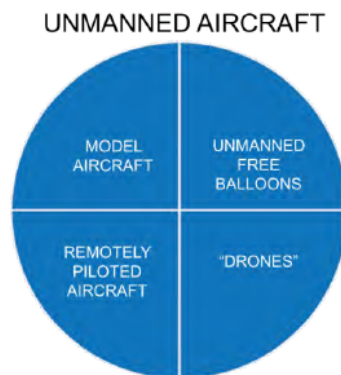 UNMANNED AIRCRAFT
MODEL
AIRCRAFT
UNMANNED
FREE
BALLOONS
REMOTELY
PILOTED
AIRCRAFT
"DRONES"